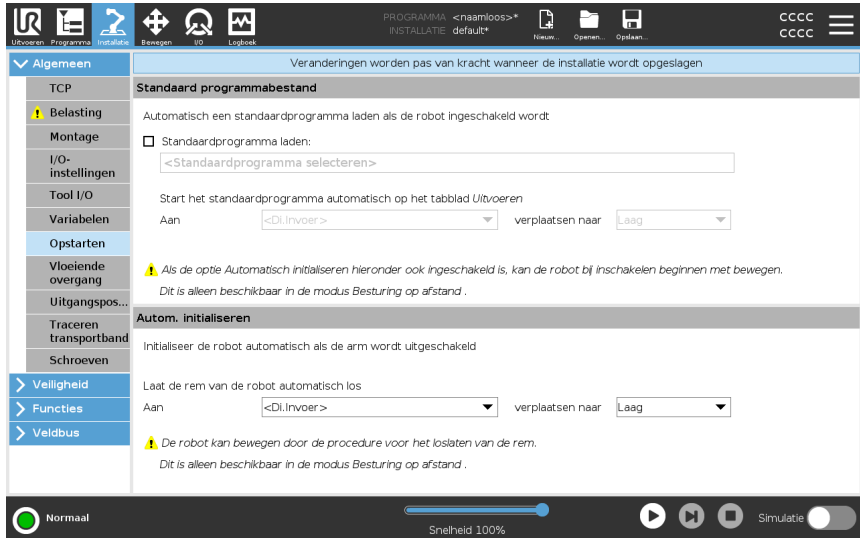 PROGRAMMA <naamloos>*
INSTALLATIE default*
Uitvoeren
Programma
Installatie
Bewegen
I/O
Logboek
Nieuw...
Openen...
Opslaan...
CCCC
CCCC
Algemeen
TCP
Belasting
Montage
I/O-
instellingen
Tool I/O
Variabelen
Opstarten
Vloeiende
overgang
Uitgangspos...
Traceren
transportband
Schroeven
Veiligheid
Functies
Veldbus
Veranderingen worden pas van kracht wanneer de installatie wordt opgeslagen
Standaard programmabestand
Automatisch een standaardprogramma laden als de robot ingeschakeld wordt
Standaardprogramma laden:
<Standaardprogramma selecteren>
Start het standaardprogramma automatisch op het tabblad Uitvoeren
Aan <Di.Invoer> verplaatsen naar Laag
Als de optie Automatisch initialiseren hieronder ook ingeschakeld is, kan de robot bij inschakelen beginnen met bewegen.
Dit is alleen beschikbaar in de modus Besturing op afstand .
Autom. initialiseren
Initialiseer de robot automatisch als de arm wordt uitgeschakeld
Laat de rem van de robot automatisch los
Aan <Di.Invoer> verplaatsen naar Laag
De robot kan bewegen door de procedure voor het loslaten van de rem.
Dit is alleen beschikbaar in de modus Besturing op afstand .
Normaal
Snelheid 100%
Simulatie